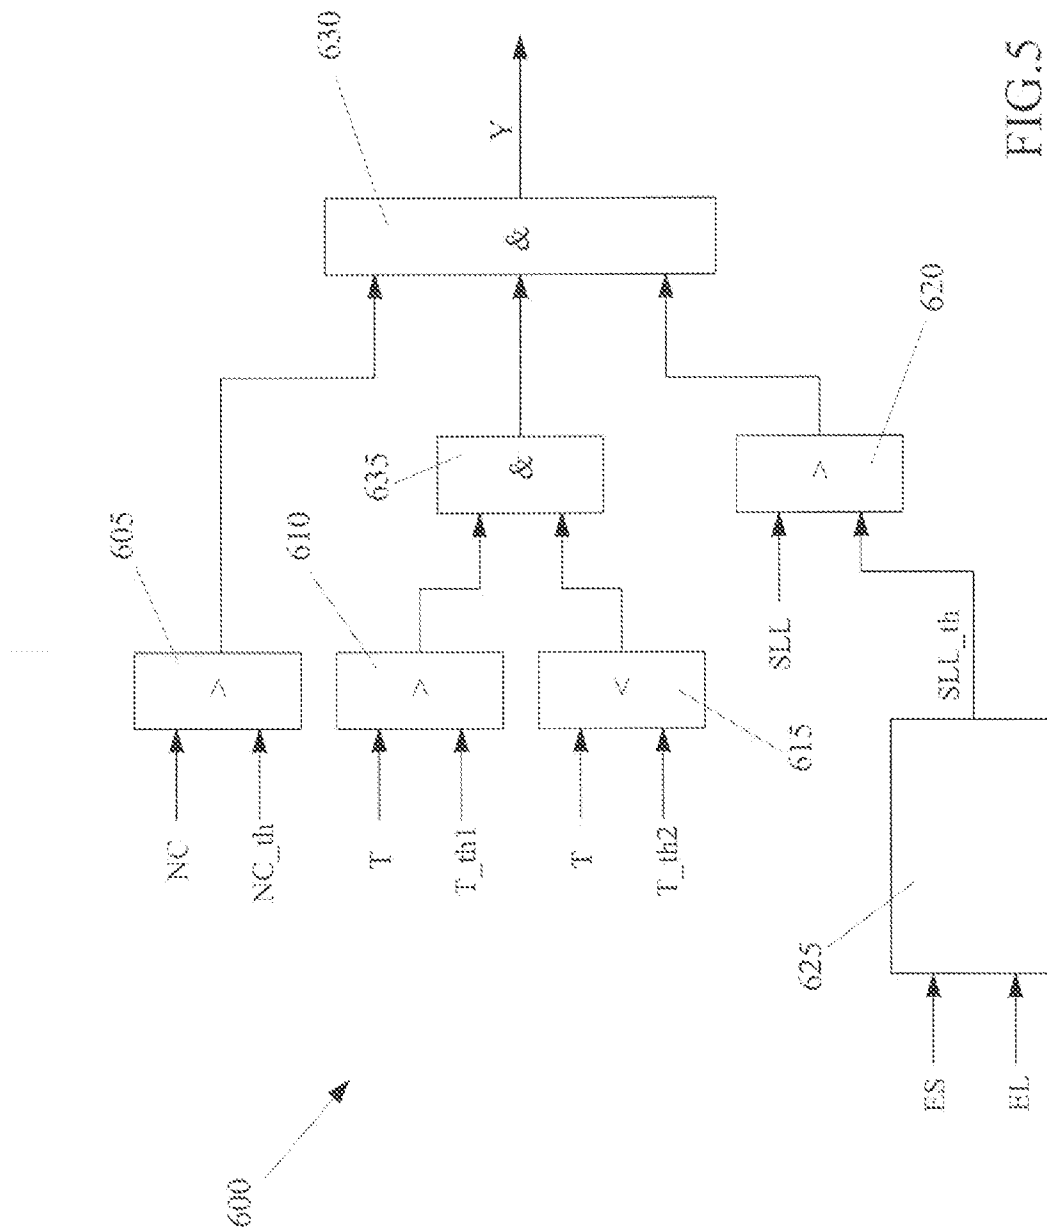 600
605
NC
NC_th
>
630
610
T
T_th1
>
635
&
&
Y
T
T_th2
<
615
SLL
>
620
625
ES
EL
SLL_th
FIG.5